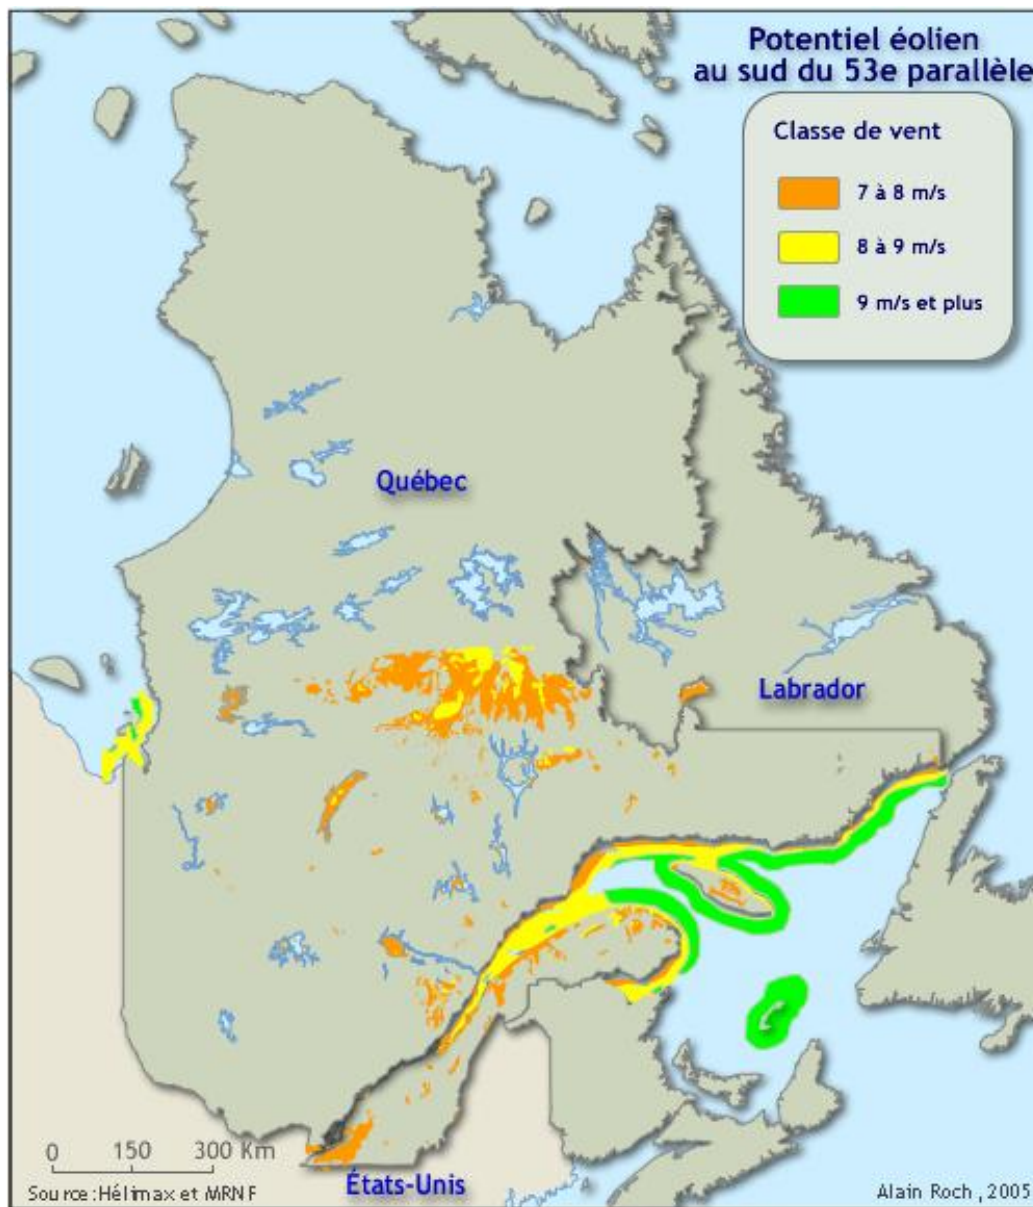 Potentiel éolien
au sud du 53e parallèle
Classe de vent
7 à 8 m/s
8 à 9 m/s
9 m/s et plus
Québec
Labrador
0 150 300 Km
États-Unis
Source:Hélimax et MRNF
Alain Roch, 2005